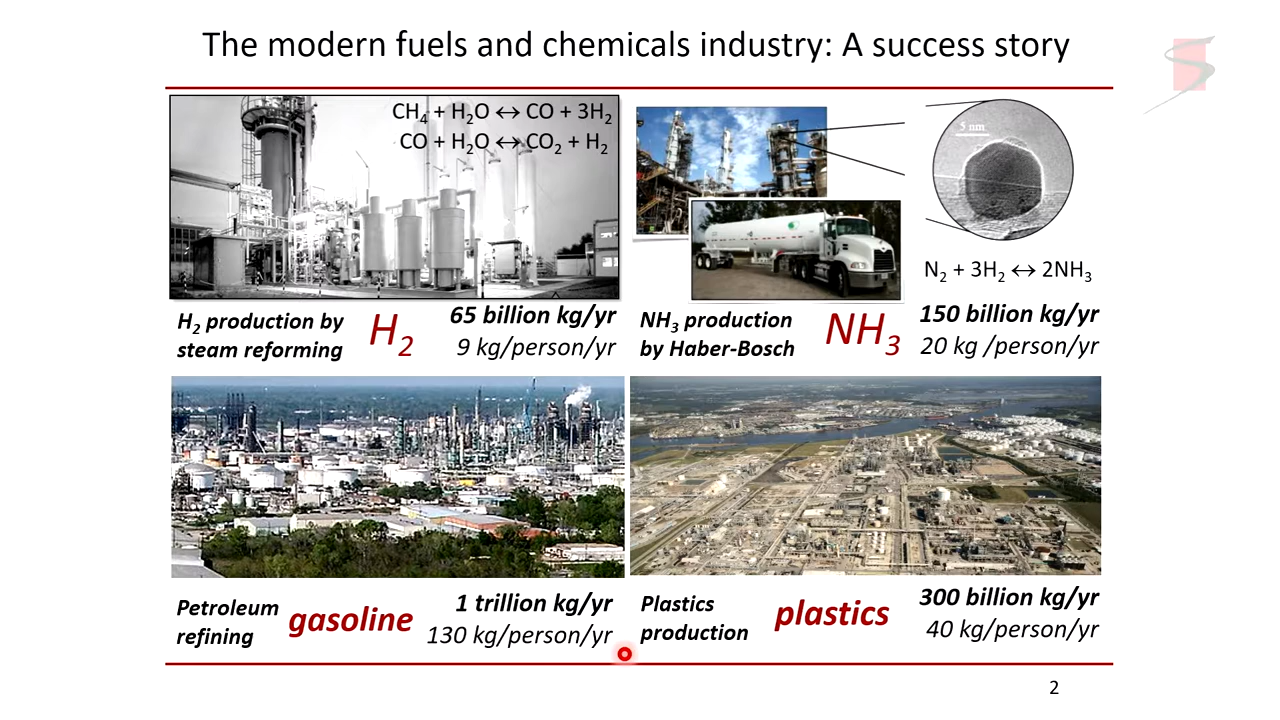 The modern fuels and chemicals industry: A success story
CH₄ + H₂O ↔ CO + 3H₂
CO + H₂O ↔ CO₂ + H₂
H₂ production by
steam reforming
H₂
65 billion kg/yr
9 kg/person/yr
5 nm
N₂ + 3H₂ ↔ 2NH₃
NH₃ production
by Haber-Bosch
NH₃
150 billion kg/yr
20 kg /person/yr
Petroleum
refining
gasoline
1 trillion kg/yr
130 kg/person/yr
Plastics
production
plastics
300 billion kg/yr
40 kg/person/yr
2